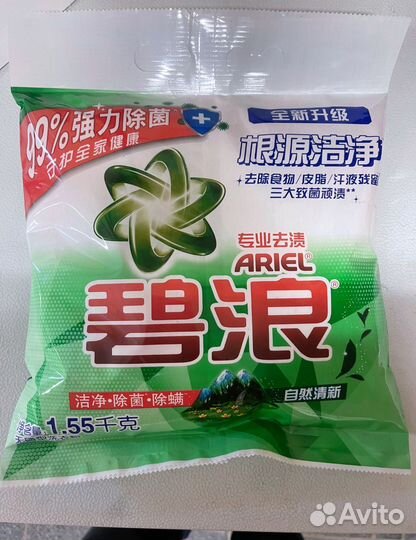 99%强力除菌
守护全家健康
全新升级
根源洁净
去除食物/皮脂/汗液残留
三大致菌顽渍**
专业去渍
ARIEL®
碧浪®
洁净·除菌·除螨
自然清新
1.55千克
Avito